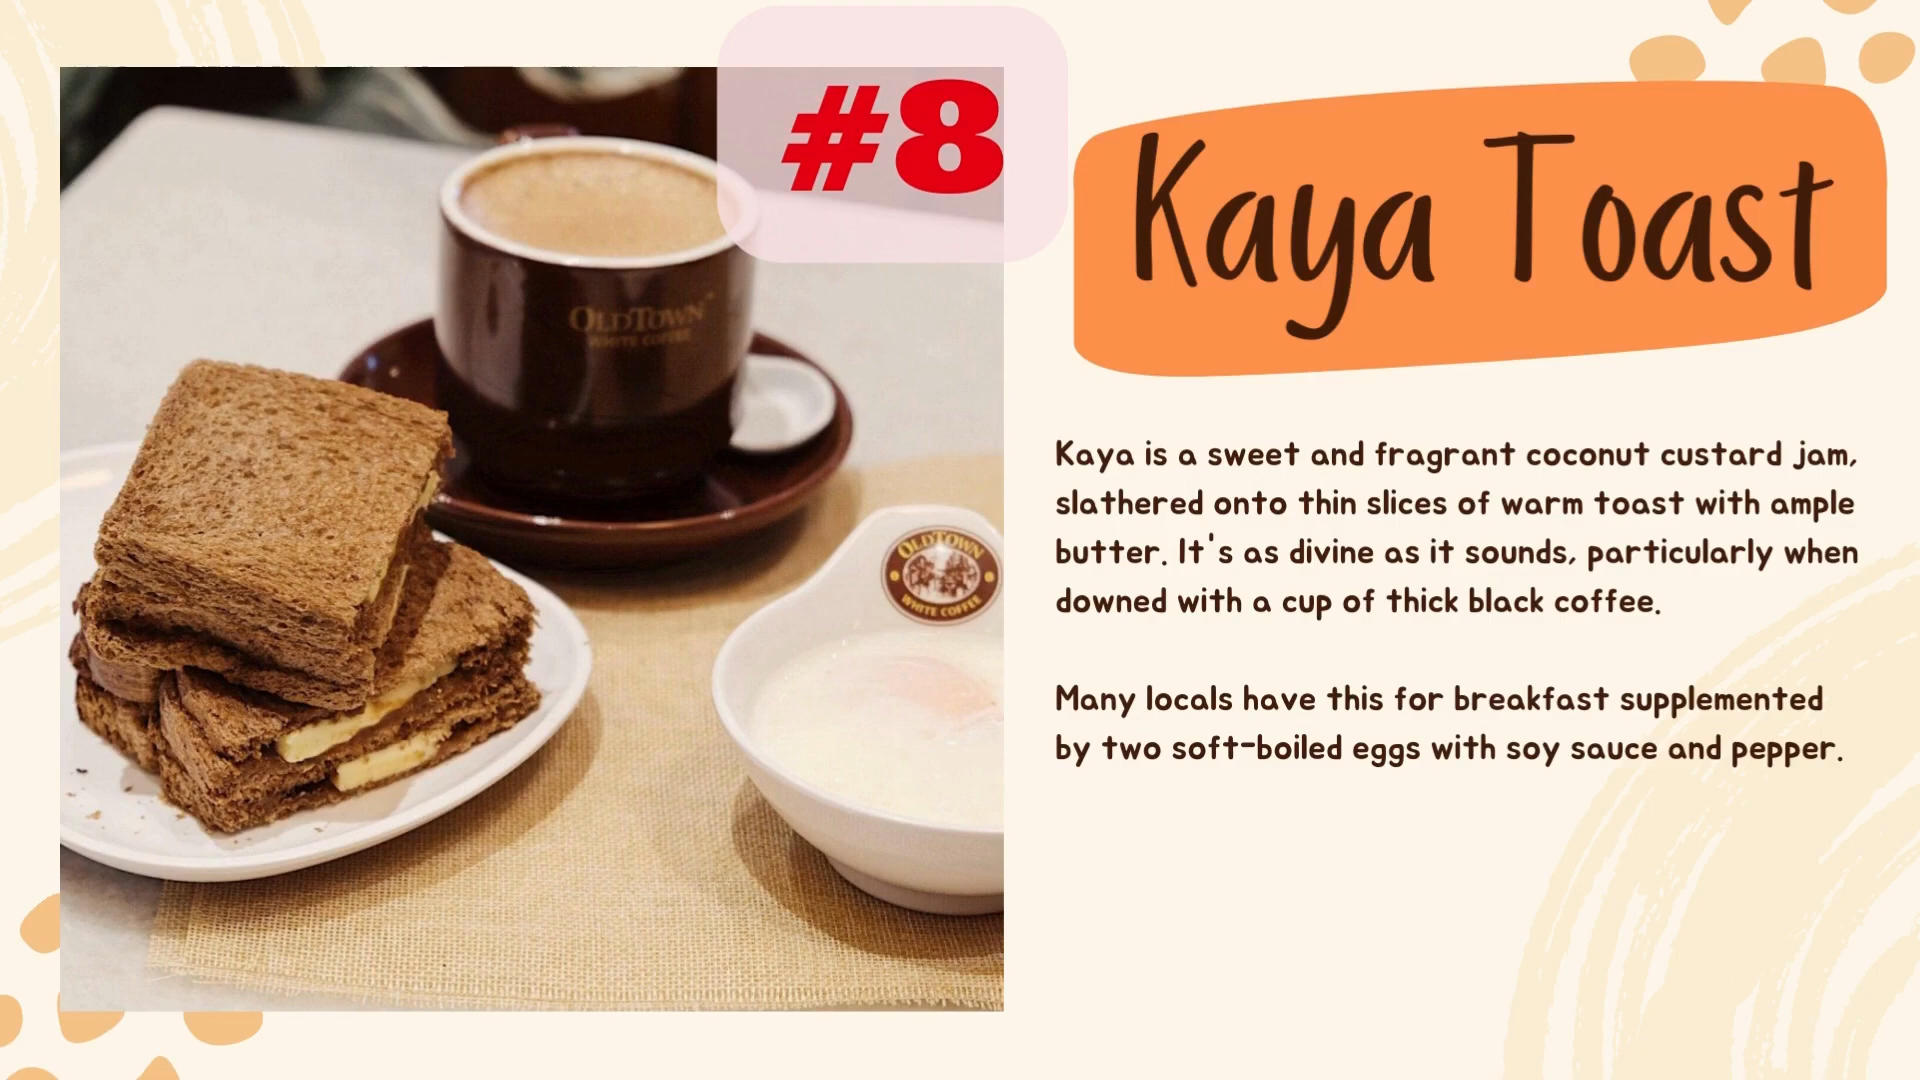 #8
Kaya Toast
OLDTOWN
WHITE COFFEE
OLDTOWN
WHITE COFFEE
Kaya is a sweet and fragrant coconut custard jam,
slathered onto thin slices of warm toast with ample
butter. It's as divine as it sounds, particularly when
downed with a cup of thick black coffee.
Many locals have this for breakfast supplemented
by two soft-boiled eggs with soy sauce and pepper.